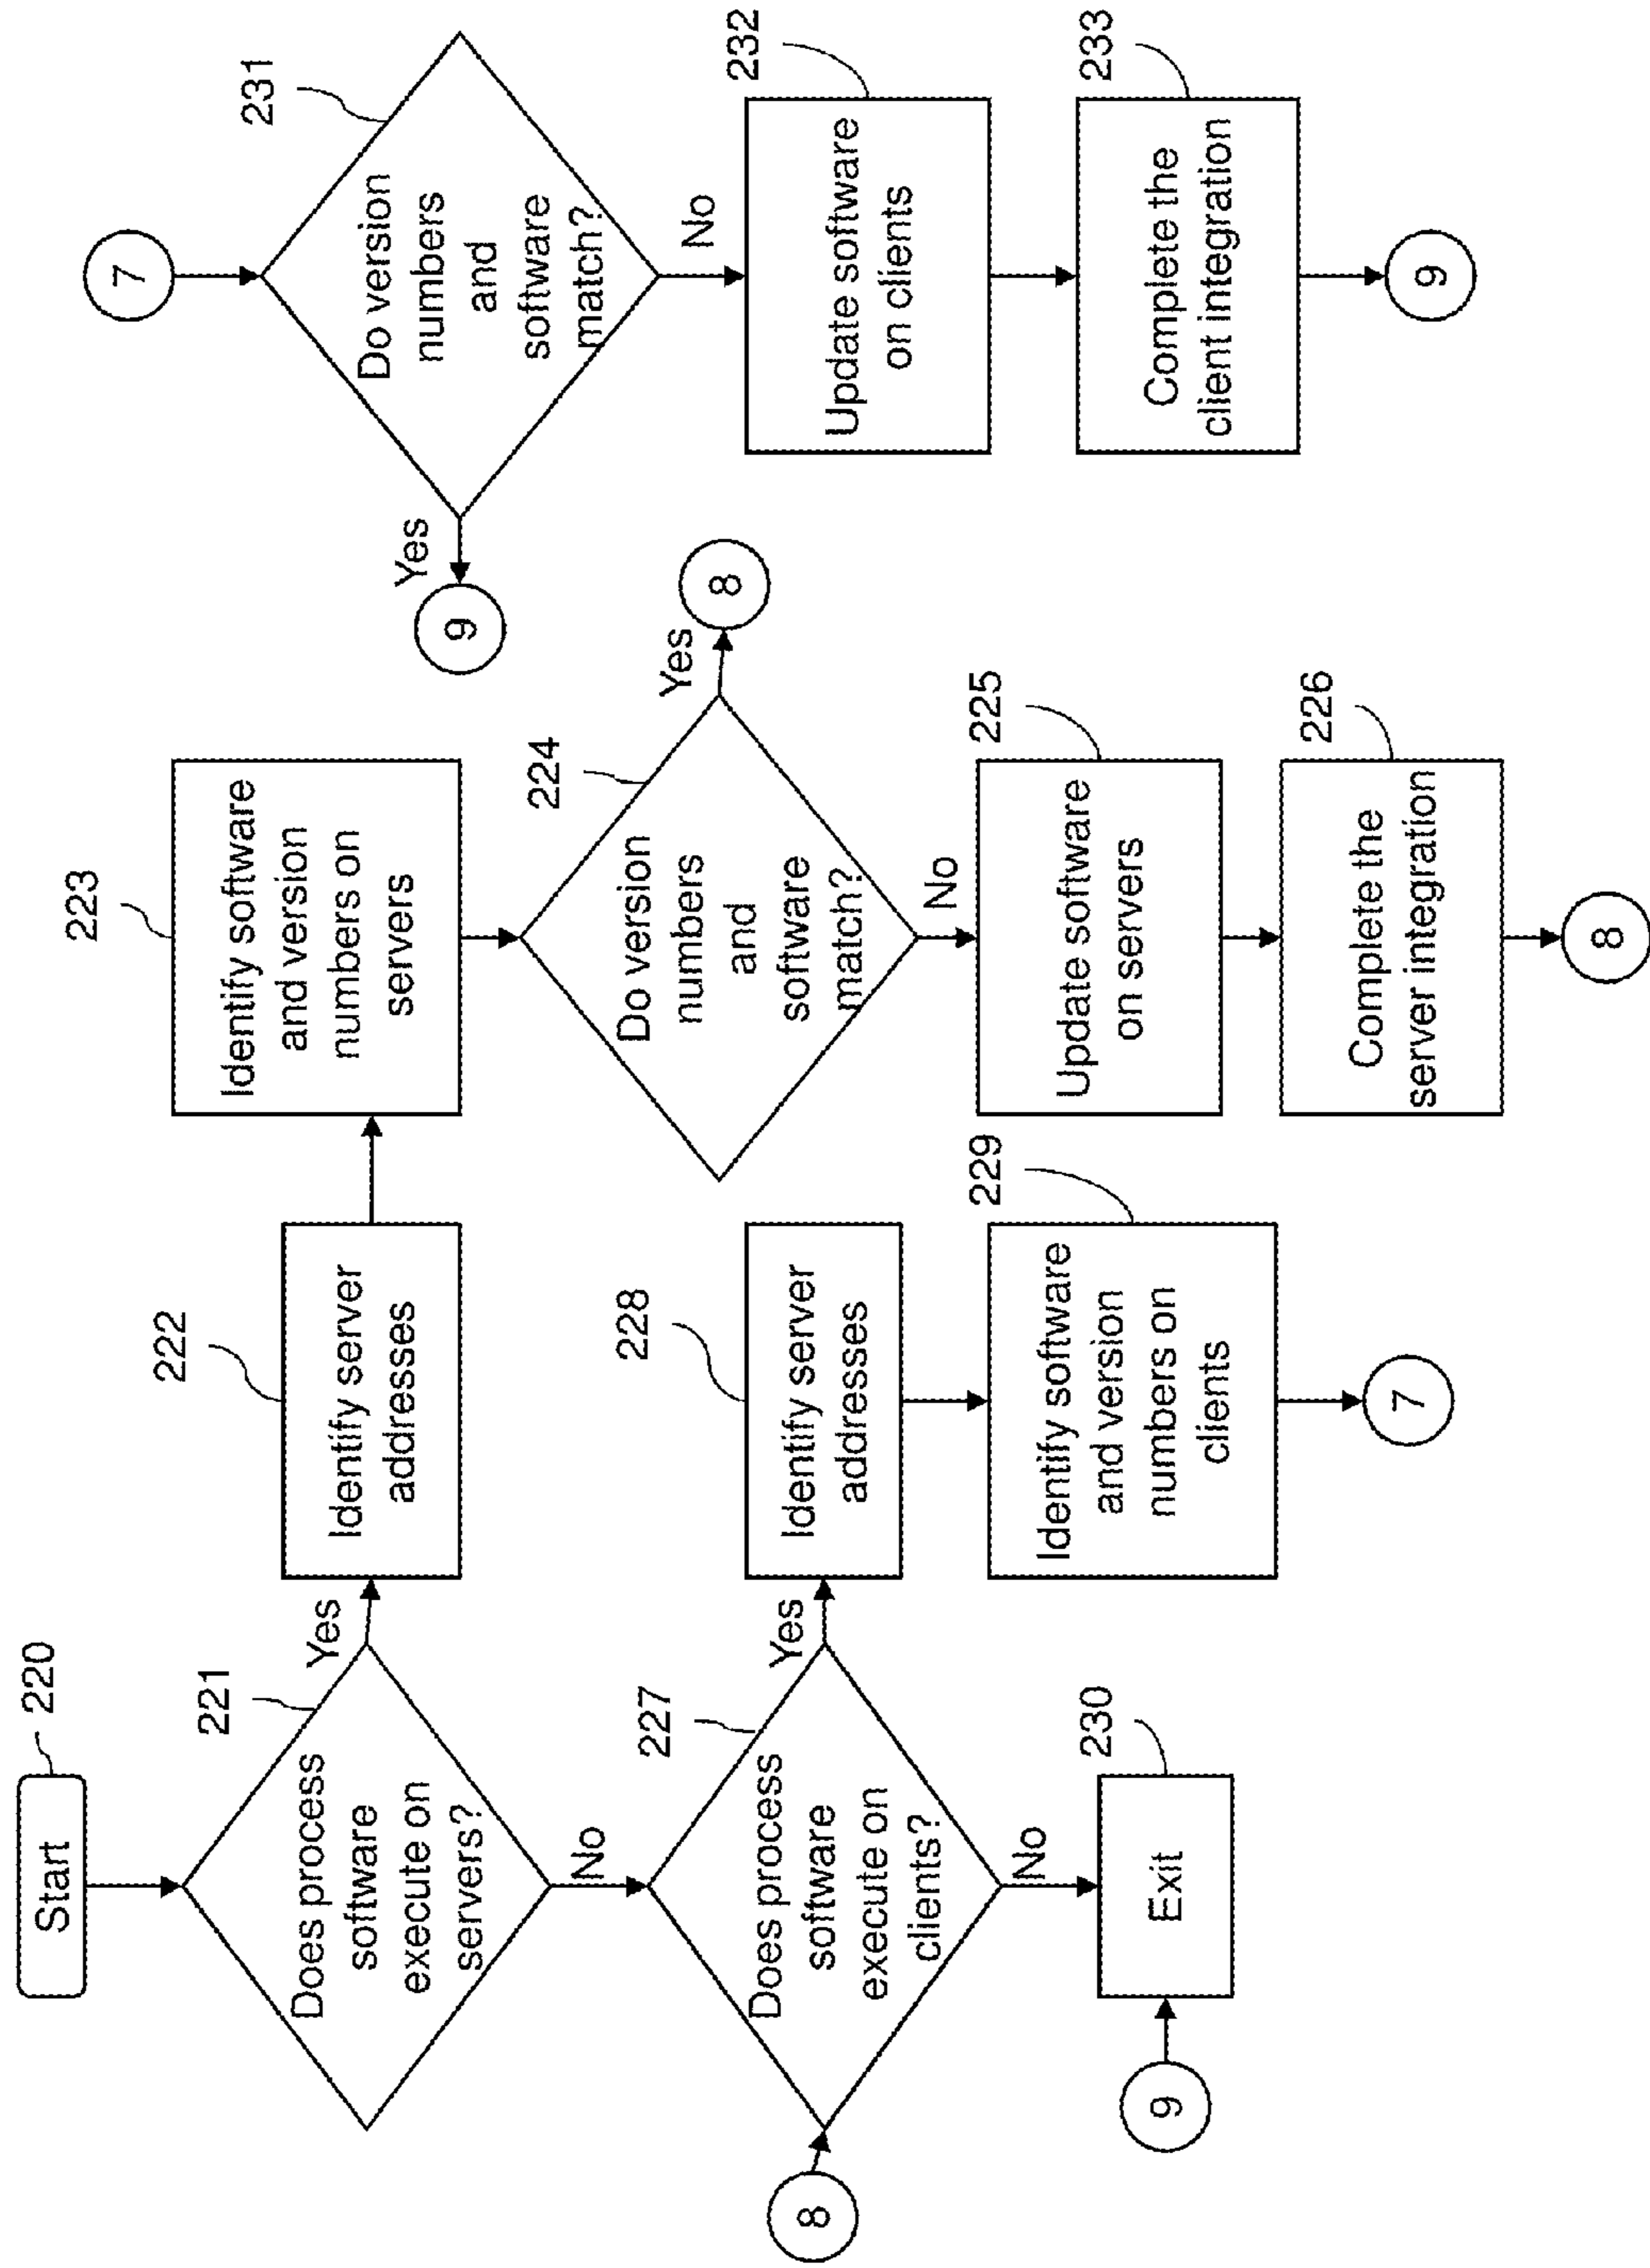 Start
220
Does process
software
execute on
servers?
221
Yes
No
Identify server
addresses
222
Identify software
and version
numbers on
servers
223
Do version
numbers
and
software
match?
224
Yes
8
No
Update software
on servers
225
Complete the
server integration
226
8
8
Does process
software
execute on
clients?
227
Yes
No
Identify server
addresses
228
Identify software
and version
numbers on
clients
229
7
9
Exit
230
7
Do version
numbers
and
software
match?
231
Yes
9
No
Update software
on clients
232
Complete the
client integration
233
9